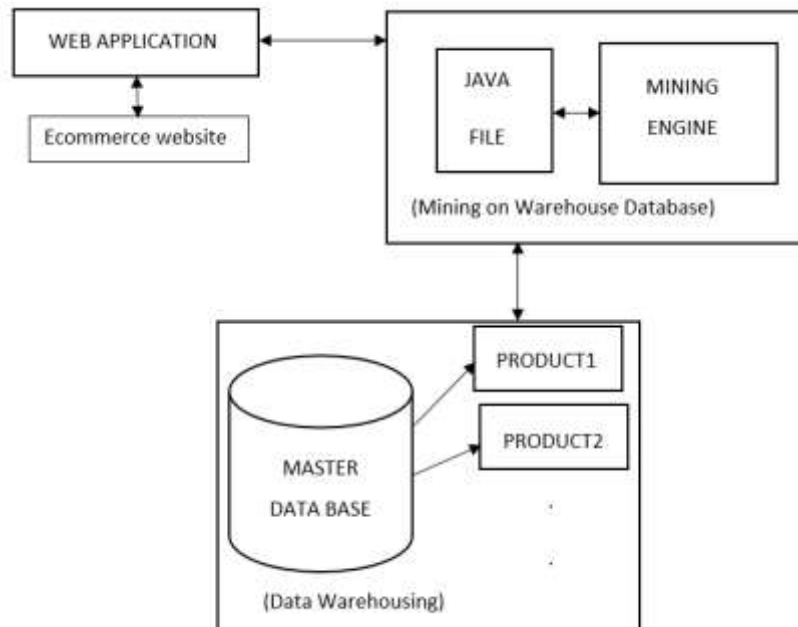 WEB APPLICATION
Ecommerce website
JAVA
FILE
MINING
ENGINE
(Mining on Warehouse Database)
PRODUCT1
PRODUCT2
.
.
MASTER
DATA BASE
(Data Warehousing)